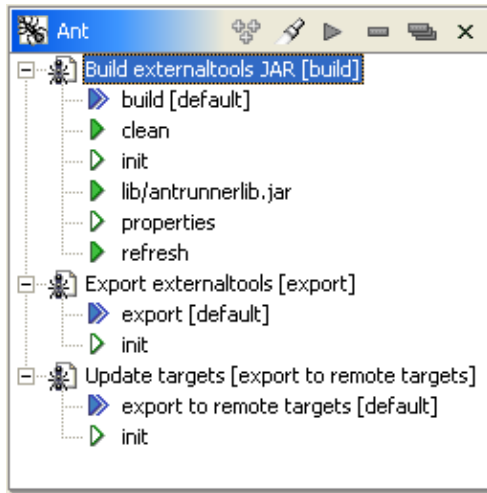 Ant
Build externaltools JAR [build]
build [default]
clean
init
lib/antrunnerlib.jar
properties
refresh
Export externaltools [export]
export [default]
init
Update targets [export to remote targets]
export to remote targets [default]
init